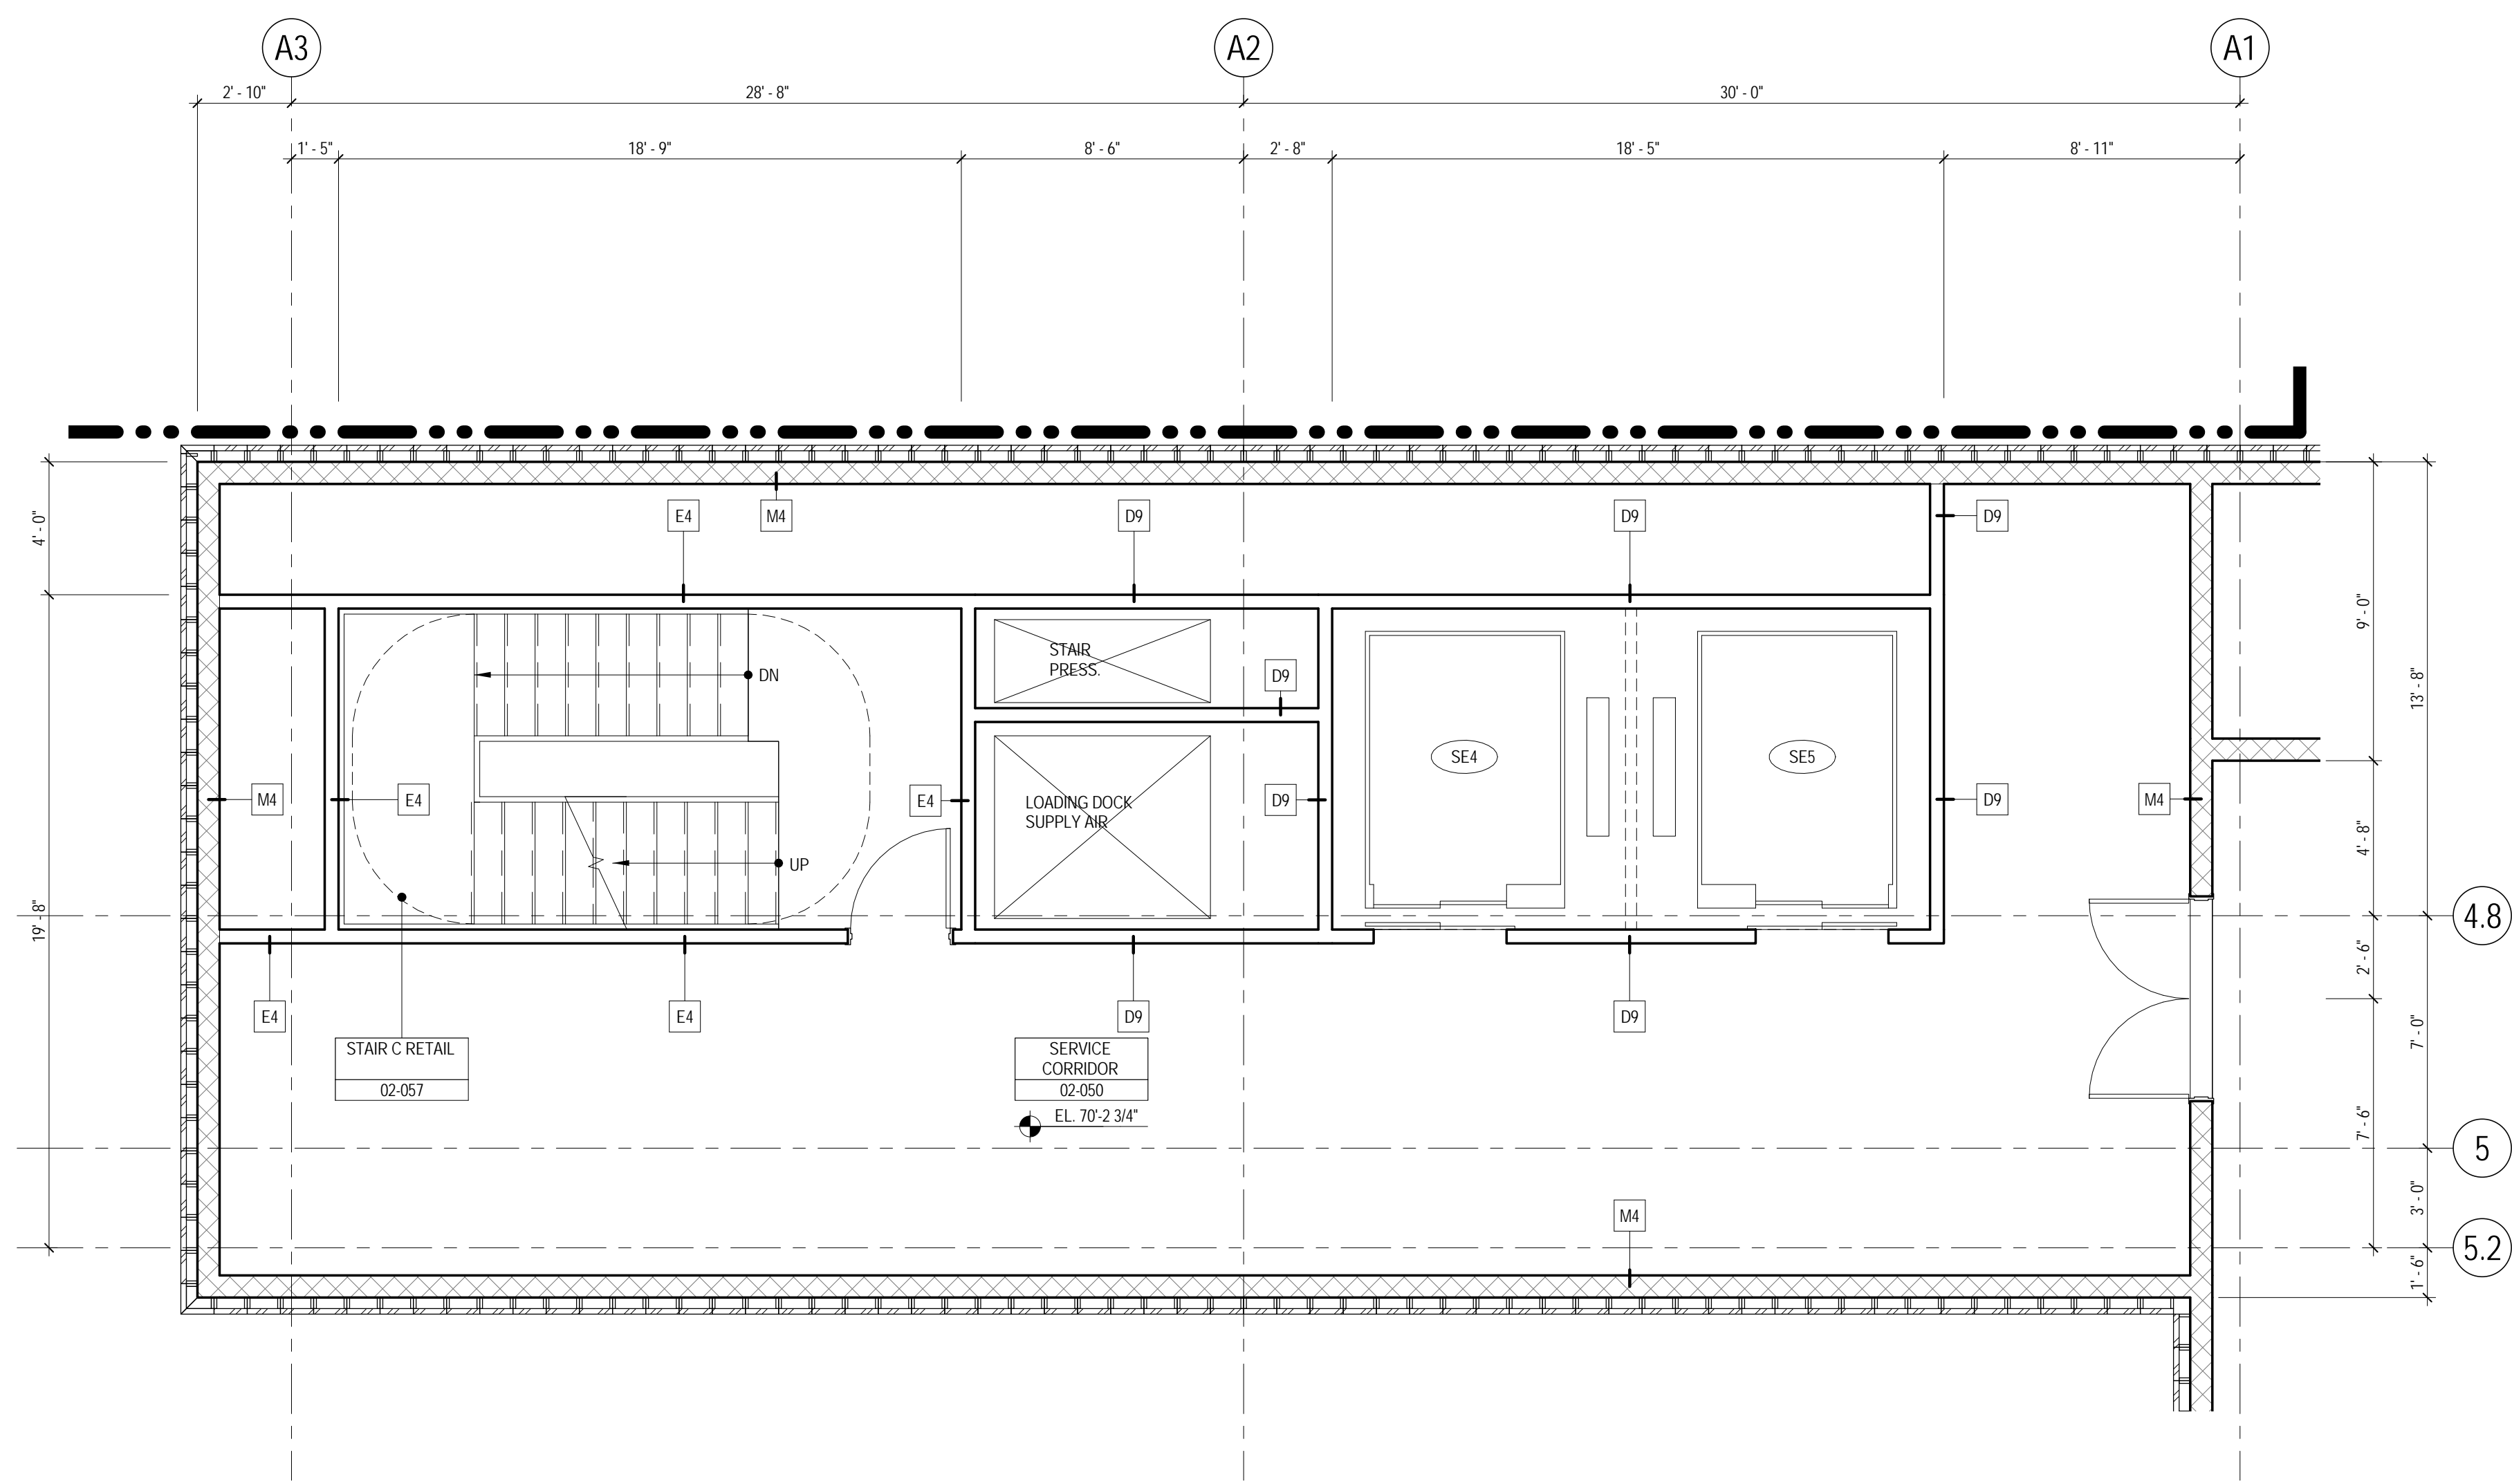 A3
A2
A1
2' - 10"
28' - 8"
30' - 0"
1' - 5"
18' - 9"
8' - 6"
2' - 8"
18' - 5"
8' - 11"
4' - 0"
E4
M4
D9
D9
D9
9' - 0"
13' - 8"
STAIR
PRESS.
DN
D9
SE4
SE5
M4
E4
E4
LOADING DOCK
SUPPLY AIR
D9
D9
M4
4' - 8"
UP
19' - 8"
4.8
2' - 6"
E4
E4
D9
D9
7' - 0"
STAIR C RETAIL
02-057
SERVICE
CORRIDOR
02-050
EL. 70'-2 3/4"
7' - 6"
5
3' - 0"
M4
5.2
1' - 6"